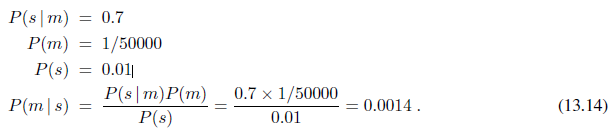 P(s | m) = 0.7
P(m) = 1/50000
P(s) = 0.01
P(m | s) = P(s | m)P(m) / P(s) = 0.7 × 1/50000 / 0.01 = 0.0014 . (13.14)